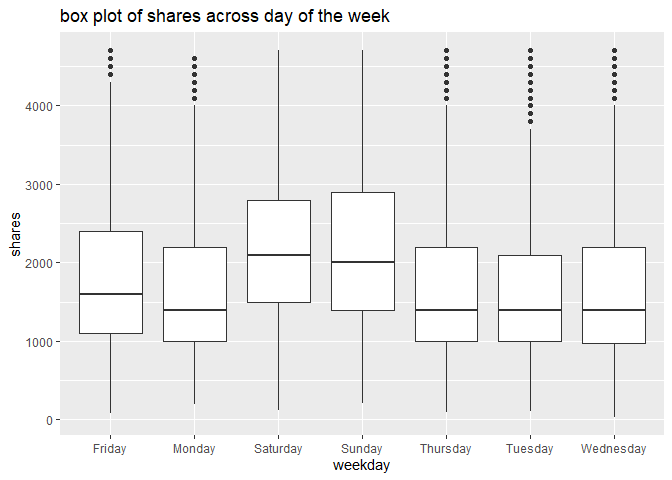 box plot of shares across day of the week
4000
3000
2000
1000
0
shares
Friday Monday Saturday Sunday Thursday Tuesday Wednesday
weekday